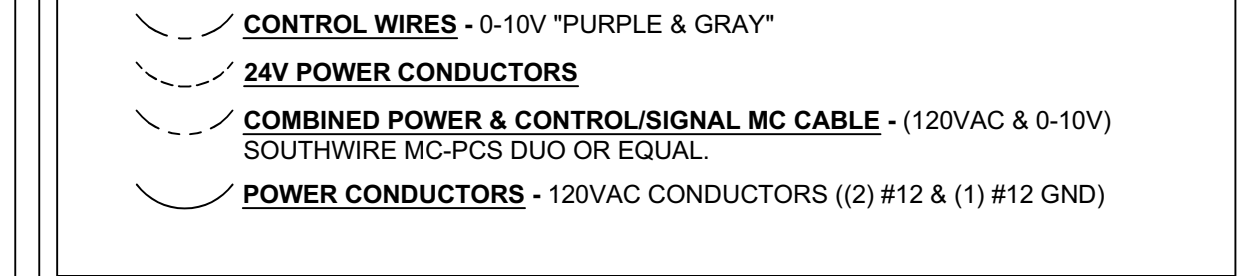 CONTROL WIRES - 0-10V "PURPLE & GRAY"
24V POWER CONDUCTORS
COMBINED POWER & CONTROL/SIGNAL MC CABLE - (120VAC & 0-10V)
SOUTHWIRE MC-PCS DUO OR EQUAL.
POWER CONDUCTORS - 120VAC CONDUCTORS ((2) #12 & (1) #12 GND)